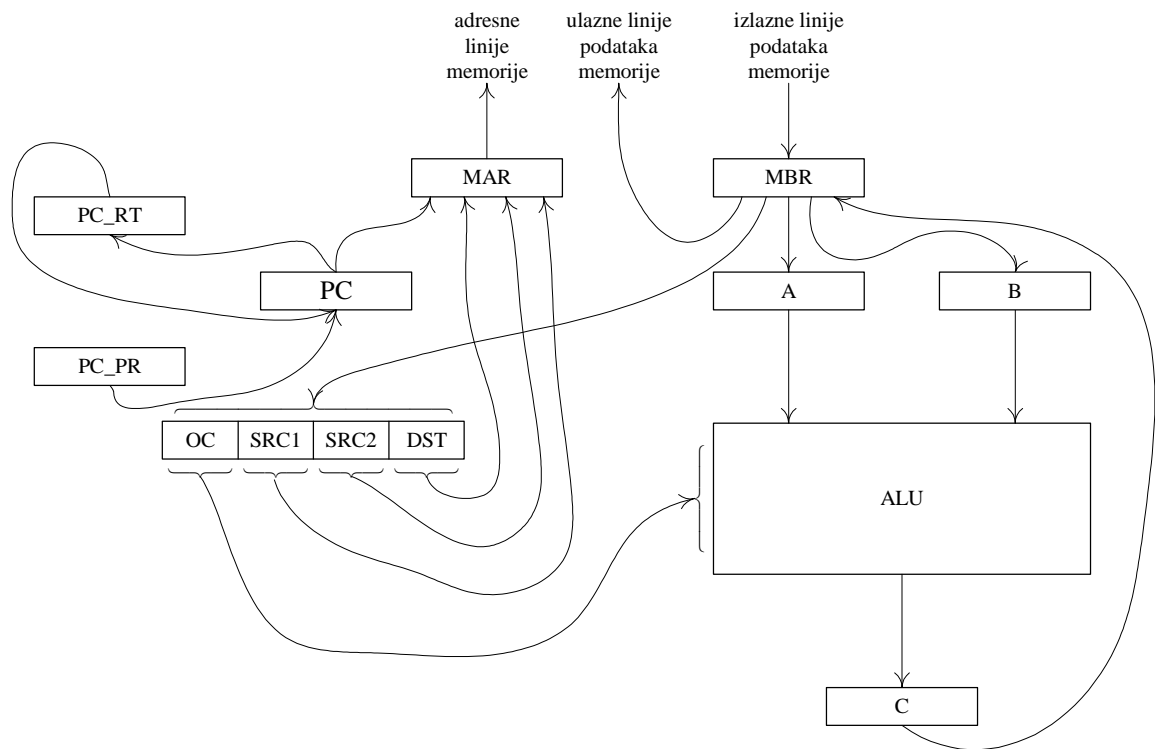 adresne
linije
memorije
ulazne linije
podataka
memorije
izlazne linije
podataka
memorije
MAR
MBR
PC_RT
PC
A
B
PC_PR
OC SRC1 SRC2 DST
ALU
C